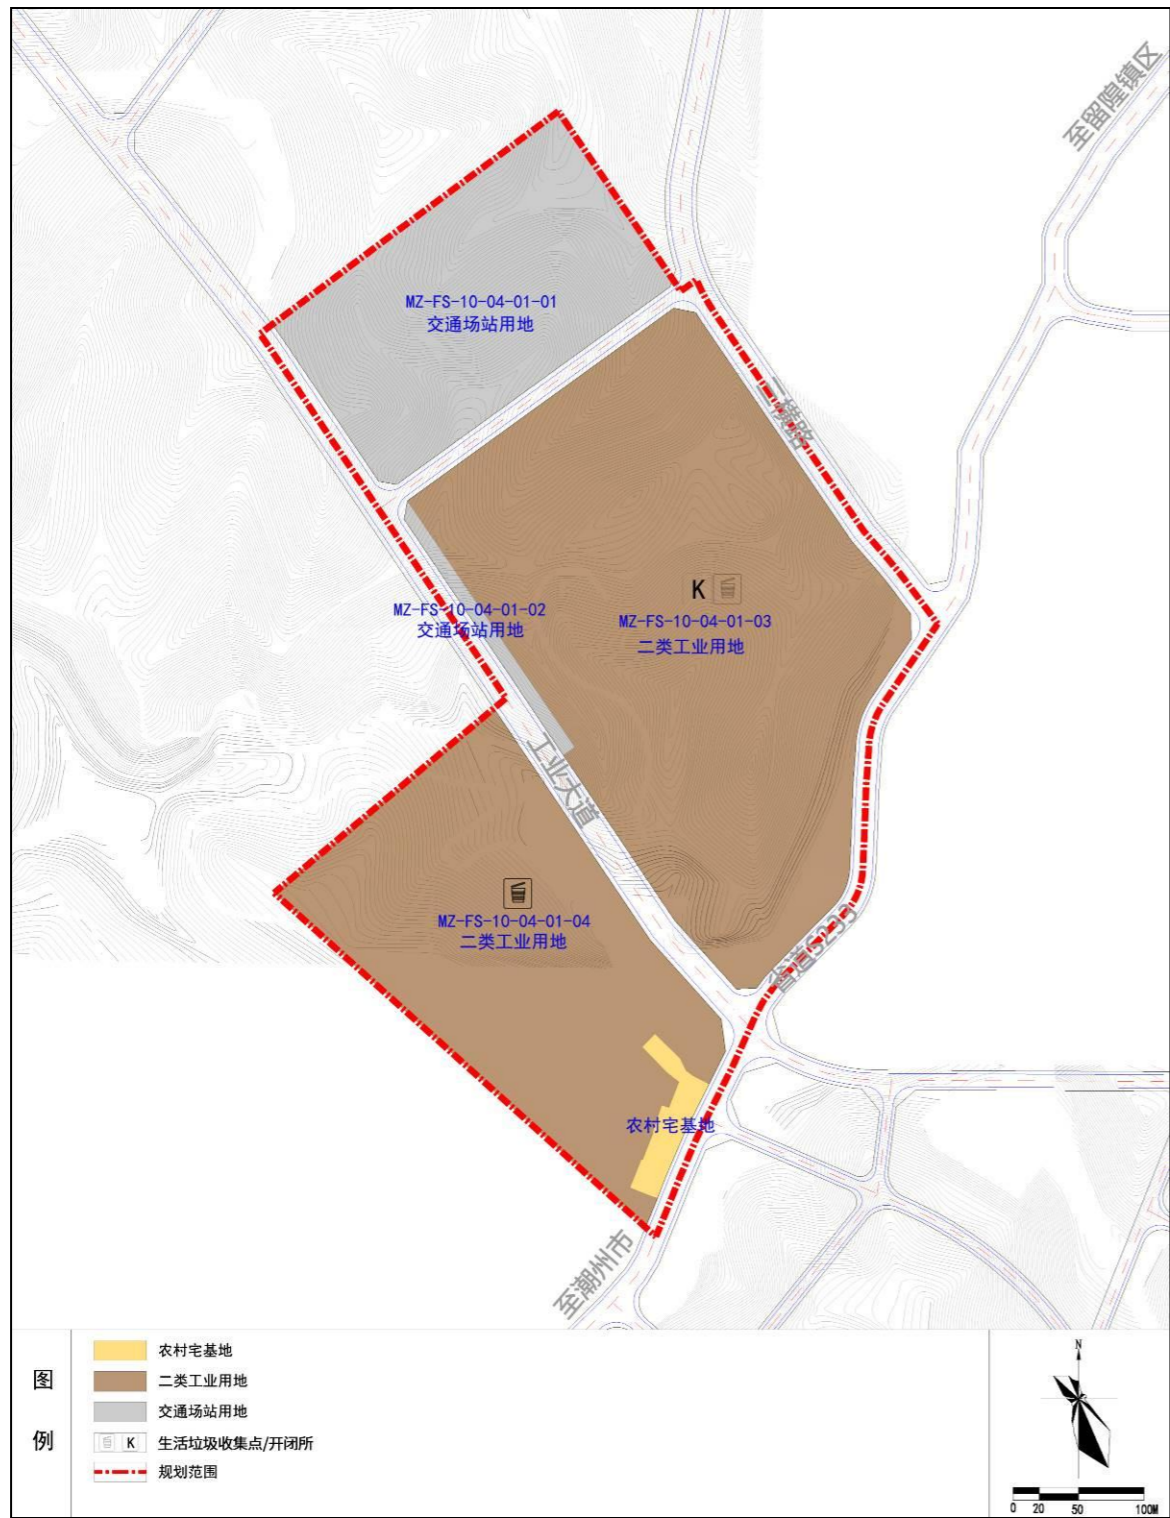 至留隍镇区
MZ-FS-10-04-01-01
交通场站用地
二横路
K
MZ-FS-10-04-01-02
交通场站用地
MZ-FS-10-04-01-03
二类工业用地
工业大道
MZ-FS-10-04-01-04
二类工业用地
省道S233
农村宅基地
至潮州市
图例
农村宅基地
二类工业用地
交通场站用地
K 生活垃圾收集点/开闭所
规划范围
N
0 20 50 100M